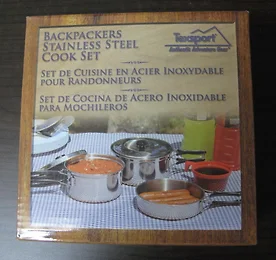 BACKPACKERS
STAINLESS STEEL
COOK SET
Texsport
SET DE CUISINE EN ACIER INOXYDABLE
POUR RANDONNEURS
SET DE COCINA DE ACERO INOXIDABLE
PARA MOCHILEROS